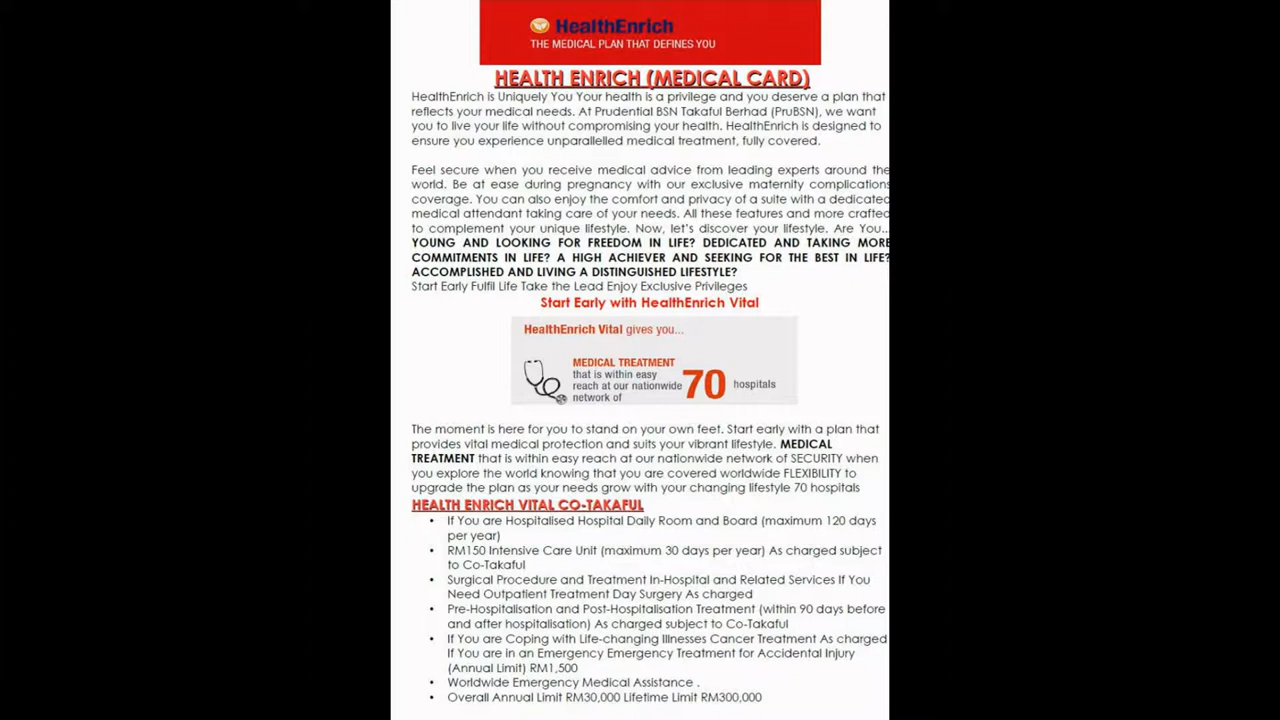 HealthEnrich
THE MEDICAL PLAN THAT DEFINES YOU
HEALTH ENRICH (MEDICAL CARD)
HealthEnrich is Uniquely You Your health is a privilege and you deserve a plan that
reflects your medical needs. At Prudential BSN Takaful Berhad (PruBSN), we want
you to live your life without compromising your health. HealthEnrich is designed to
ensure you experience unparallelled medical treatment, fully covered.
Feel secure when you receive medical advice from leading experts around the
world. Be at ease during pregnancy with our exclusive maternity complications
coverage. You can also enjoy the comfort and privacy of a suite with a dedicated
medical attendant taking care of your needs. All these features and more crafted
to complement your unique lifestyle. Now, let's discover your lifestyle. Are You...
YOUNG AND LOOKING FOR FREEDOM IN LIFE? DEDICATED AND TAKING MORE
COMMITMENTS IN LIFE? A HIGH ACHIEVER AND SEEKING FOR THE BEST IN LIFE?
ACCOMPLISHED AND LIVING A DISTINGUISHED LIFESTYLE?
Start Early Fulfil Life Take the Lead Enjoy Exclusive Privileges
Start Early with HealthEnrich Vital
HealthEnrich Vital gives you...
MEDICAL TREATMENT
that is within easy
reach at our nationwide
network of
70 hospitals
The moment is here for you to stand on your own feet. Start early with a plan that
provides vital medical protection and suits your vibrant lifestyle. MEDICAL
TREATMENT that is within easy reach at our nationwide network of SECURITY when
you explore the world knowing that you are covered worldwide FLEXIBILITY to
upgrade the plan as your needs grow with your changing lifestyle 70 hospitals
HEALTH ENRICH VITAL CO-TAKAFUL
• If You are Hospitalised Hospital Daily Room and Board (maximum 120 days
per year)
• RM150 Intensive Care Unit (maximum 30 days per year) As charged subject
to Co-Takaful
• Surgical Procedure and Treatment In-Hospital and Related Services If You
Need Outpatient Treatment Day Surgery As charged
• Pre-Hospitalisation and Post-Hospitalisation Treatment (within 90 days before
and after hospitalisation) As charged subject to Co-Takaful
• If You are Coping with Life-changing Illnesses Cancer Treatment As charged
If You are in an Emergency Emergency Treatment for Accidental Injury
(Annual Limit) RM1,500
• Worldwide Emergency Medical Assistance .
• Overall Annual Limit RM30,000 Lifetime Limit RM300,000